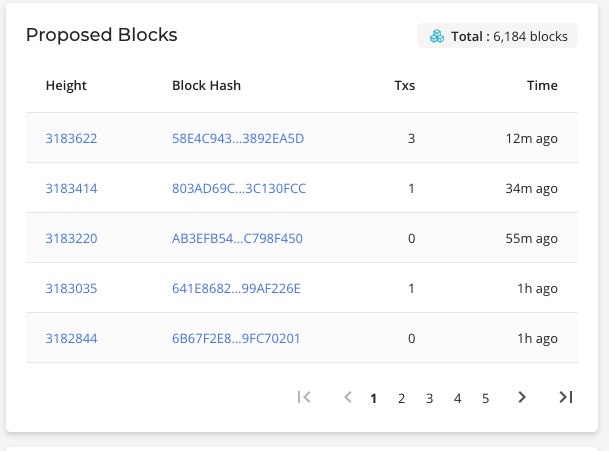 Proposed Blocks Total : 6,184 blocks
Height Block Hash Txs Time
3183622 58E4C943...3892EA5D 3 12m ago
3183414 803AD69C...3C130FCC 1 34m ago
3183220 AB3EFB54...C798F450 0 55m ago
3183035 641E8682...99AF226E 1 1h ago
3182844 6B67F2E8...9FC70201 0 1h ago
1 2 3 4 5